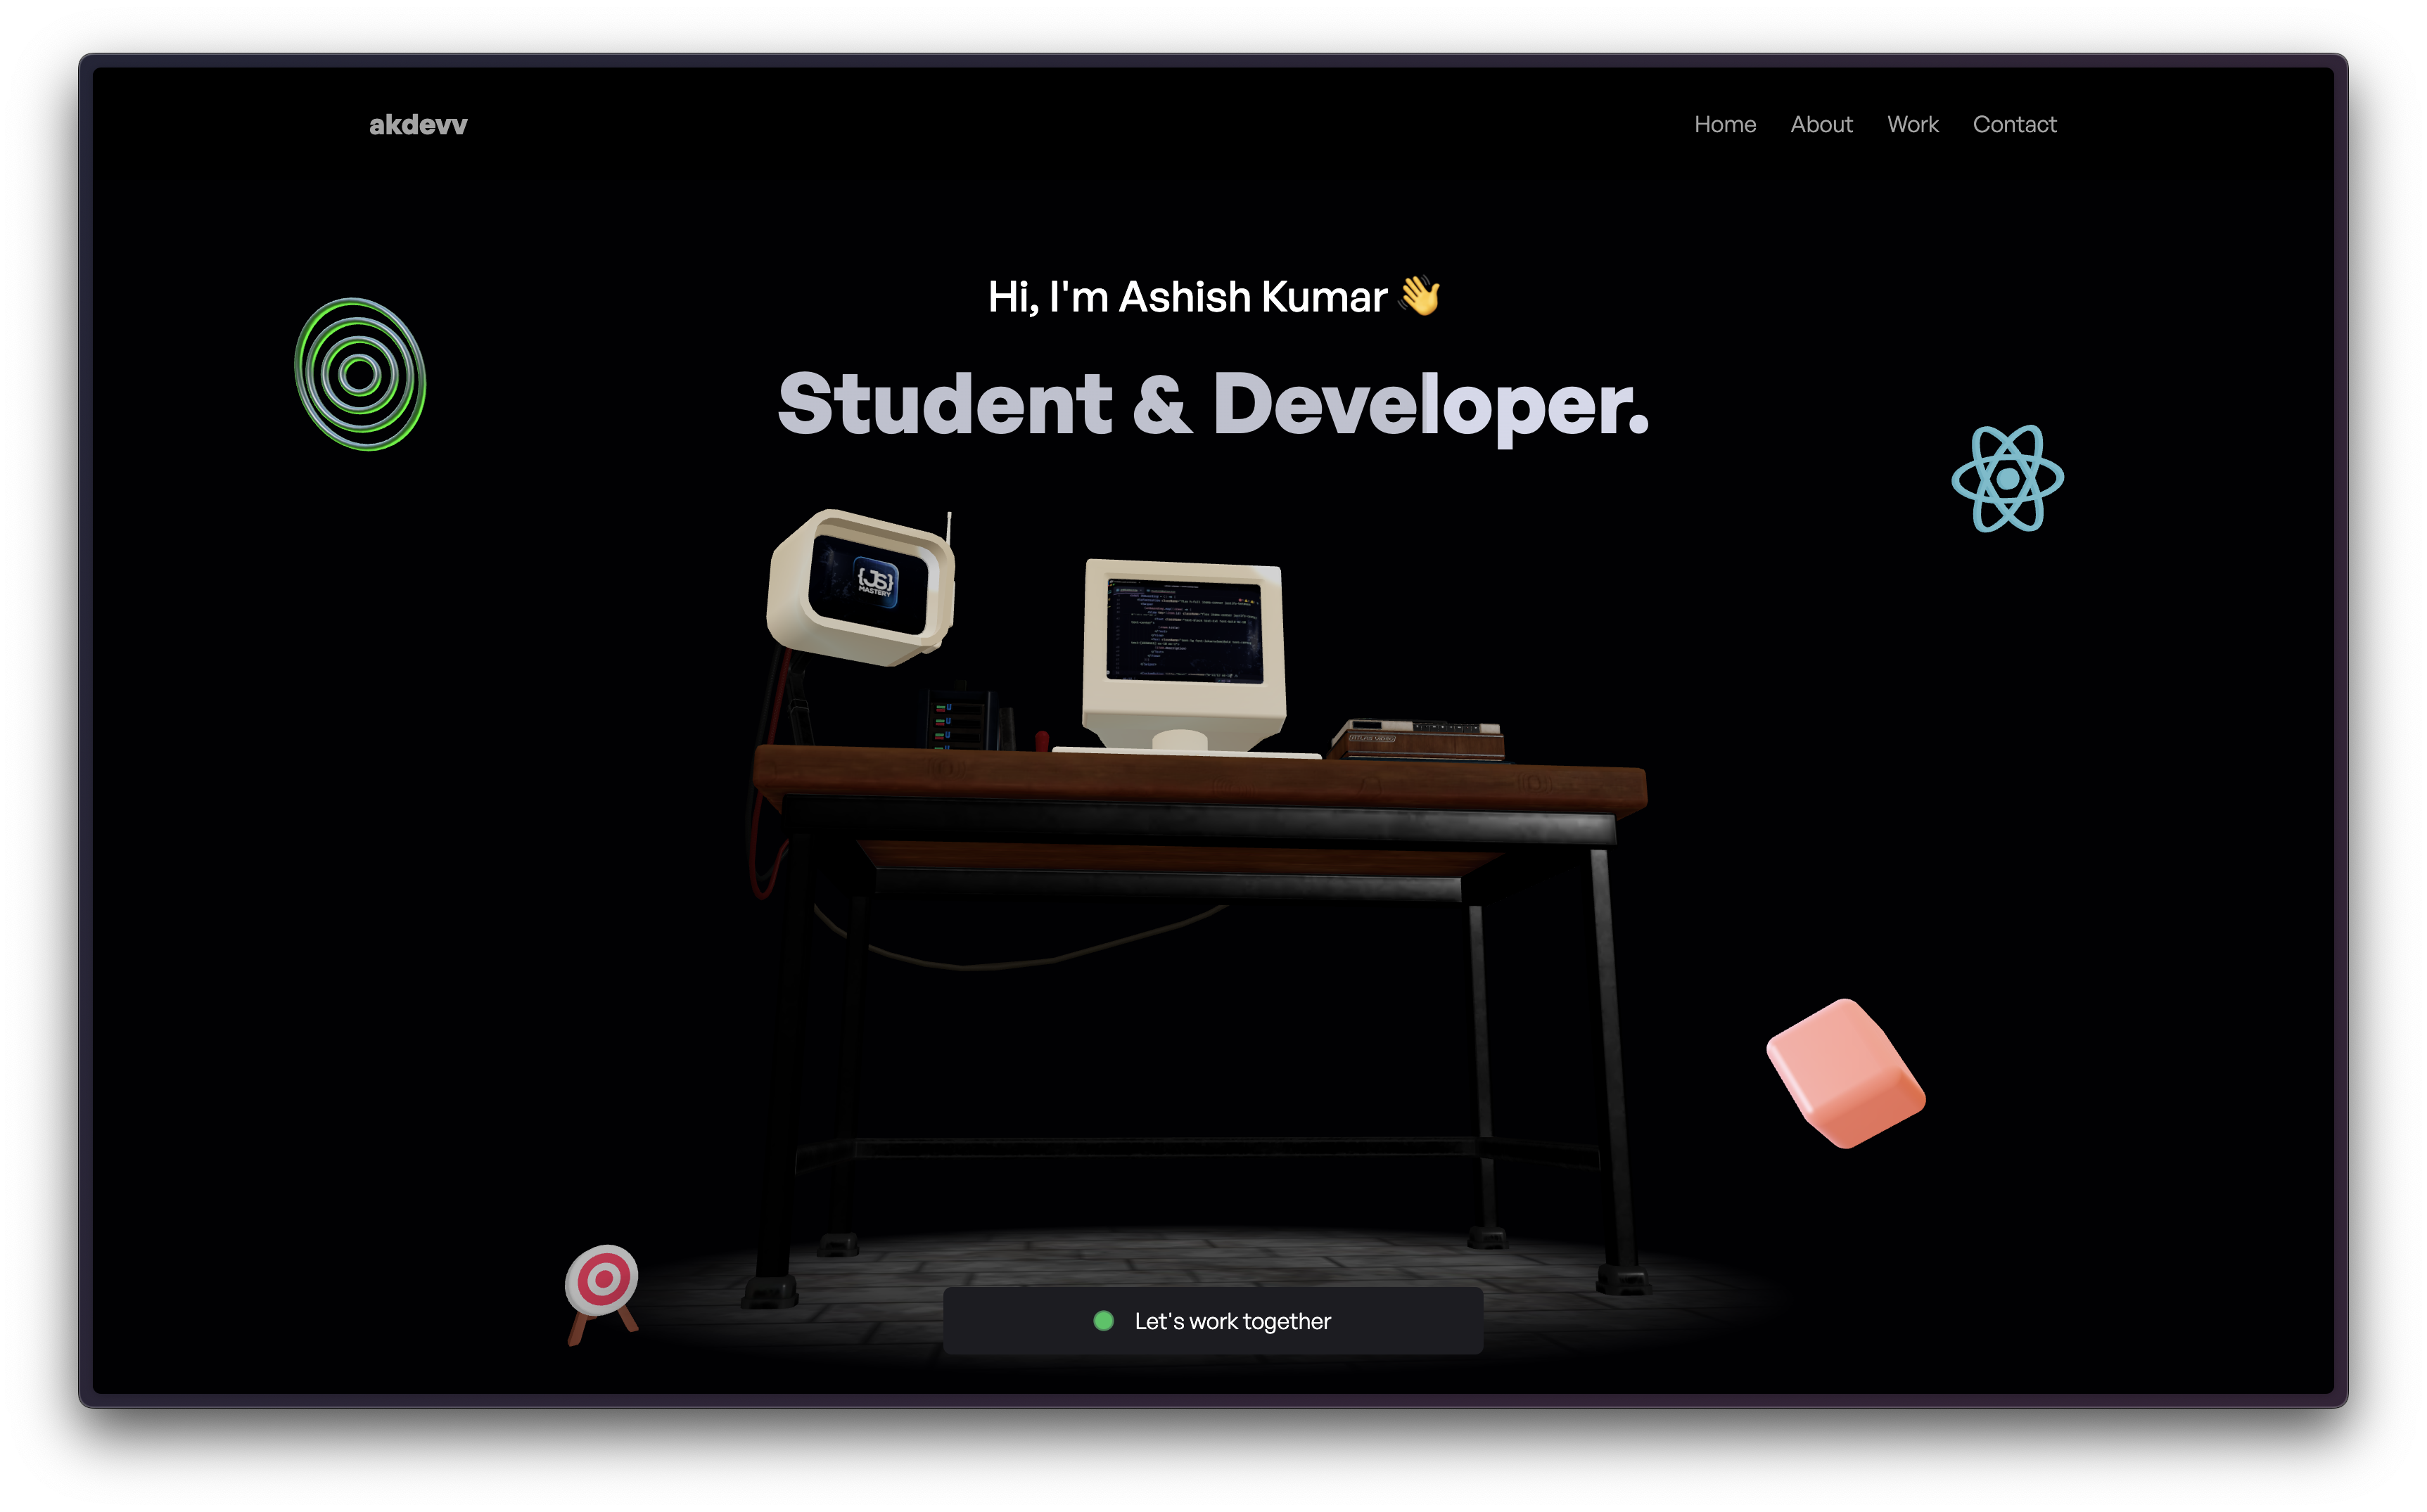 akdevv
Home About Work Contact
Hi, I'm Ashish Kumar 👋
Student & Developer.
{JS}
MASTERY
Let's work together